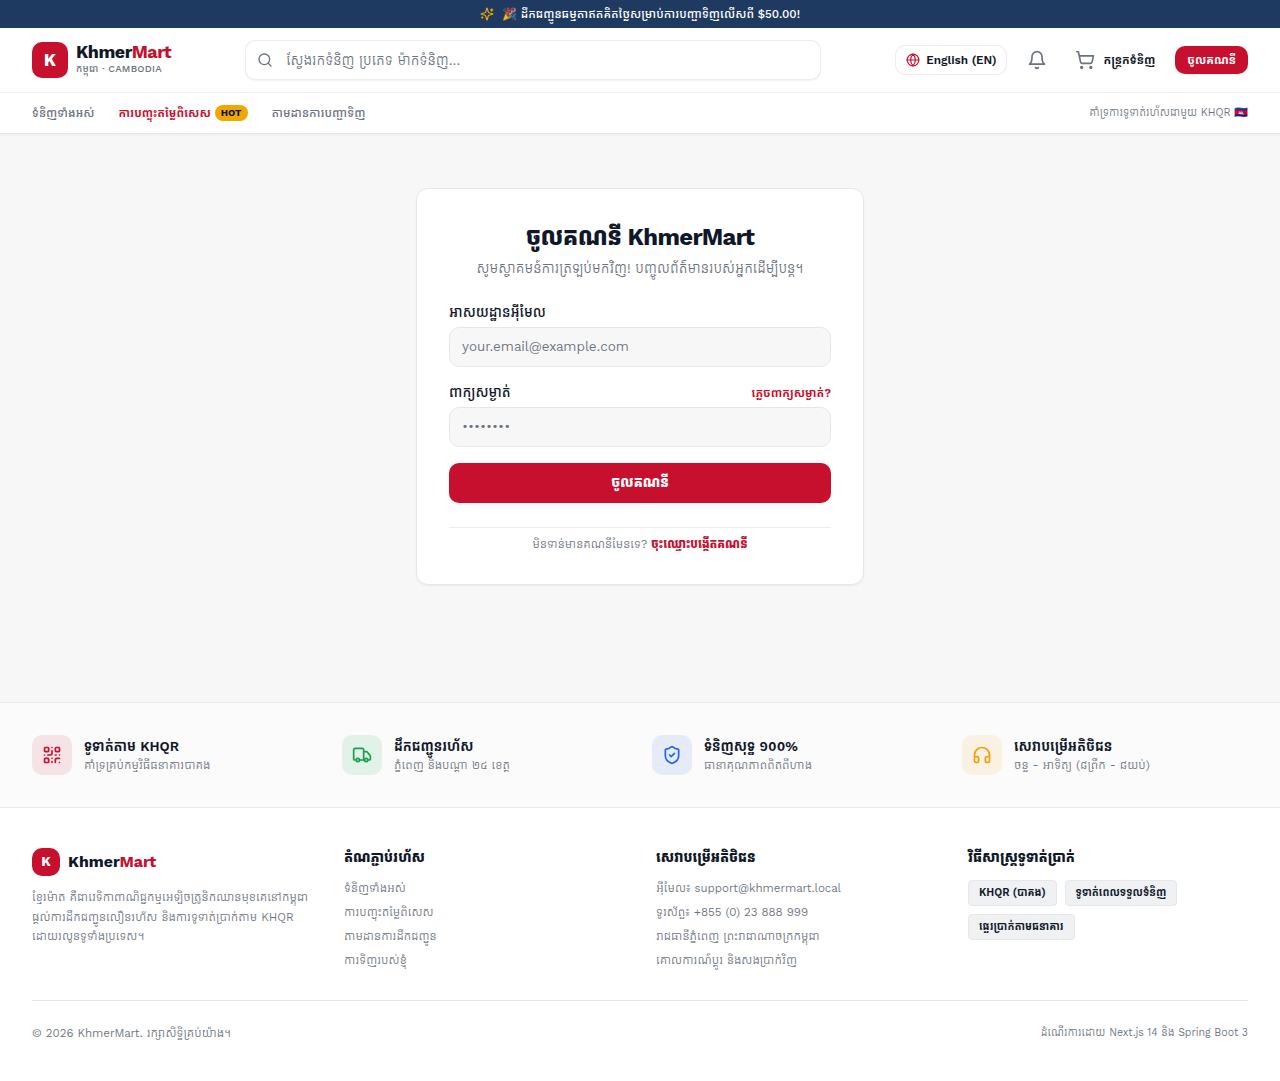 ✨ 🎉 ដឹកជញ្ជូនធម្មតាឥតគិតថ្លៃសម្រាប់ការបញ្ជាទិញលើសពី $50.00!
K KhmerMart
កម្ពុជា · CAMBODIA
ស្វែងរកទំនិញ ប្រភេទ ម៉ាកទំនិញ...
English (EN)
កន្ត្រកទំនិញ
ចូលគណនី
ទំនិញទាំងអស់ ការបញ្ចុះតម្លៃពិសេស HOT តាមដានការបញ្ជាទិញ
គាំទ្រការទូទាត់រហ័សជាមួយ KHQR 🇰🇭
ចូលគណនី KhmerMart
សូមស្វាគមន៍ការត្រឡប់មកវិញ! បញ្ចូលព័ត៌មានរបស់អ្នកដើម្បីបន្ត។
អាសយដ្ឋានអ៊ីមែល
your.email@example.com
ពាក្យសម្ងាត់ ភ្លេចពាក្យសម្ងាត់?
••••••••
ចូលគណនី
មិនទាន់មានគណនីមែនទេ? ចុះឈ្មោះបង្កើតគណនី
ទូទាត់តាម KHQR
គាំទ្រគ្រប់កម្មវិធីធនាគារបាគង
ដឹកជញ្ជូនរហ័ស
ភ្នំពេញ និងបណ្តា ២៤ ខេត្ត
ទំនិញសុទ្ធ ១០០%
ធានាគុណភាពពិតពីហាង
សេវាបម្រើអតិថិជន
ចន្ទ - អាទិត្យ (៨ព្រឹក - ៨យប់)
K KhmerMart
ខ្មែរម៉ាត គឺជាវេទិកាពាណិជ្ជកម្មអេឡិចត្រូនិកឈានមុខគេនៅកម្ពុជា
ផ្តល់ការដឹកជញ្ជូនលឿនរហ័ស និងការទូទាត់ប្រាក់តាម KHQR
ដោយរលូនទូទាំងប្រទេស។
តំណភ្ជាប់រហ័ស
ទំនិញទាំងអស់
ការបញ្ចុះតម្លៃពិសេស
តាមដានការដឹកជញ្ជូន
ការទិញរបស់ខ្ញុំ
សេវាបម្រើអតិថិជន
អ៊ីមែល៖ support@khmermart.local
ទូរស័ព្ទ៖ +855 (0) 23 888 999
រាជធានីភ្នំពេញ ព្រះរាជាណាចក្រកម្ពុជា
គោលការណ៍ប្តូរ និងសងប្រាក់វិញ
វិធីសាស្ត្រទូទាត់ប្រាក់
KHQR (បាគង) ទូទាត់ពេលទទួលទំនិញ
ផ្ទេរប្រាក់តាមធនាគារ
© 2026 KhmerMart. រក្សាសិទ្ធិគ្រប់យ៉ាង។
ដំណើរការដោយ Next.js 14 និង Spring Boot 3